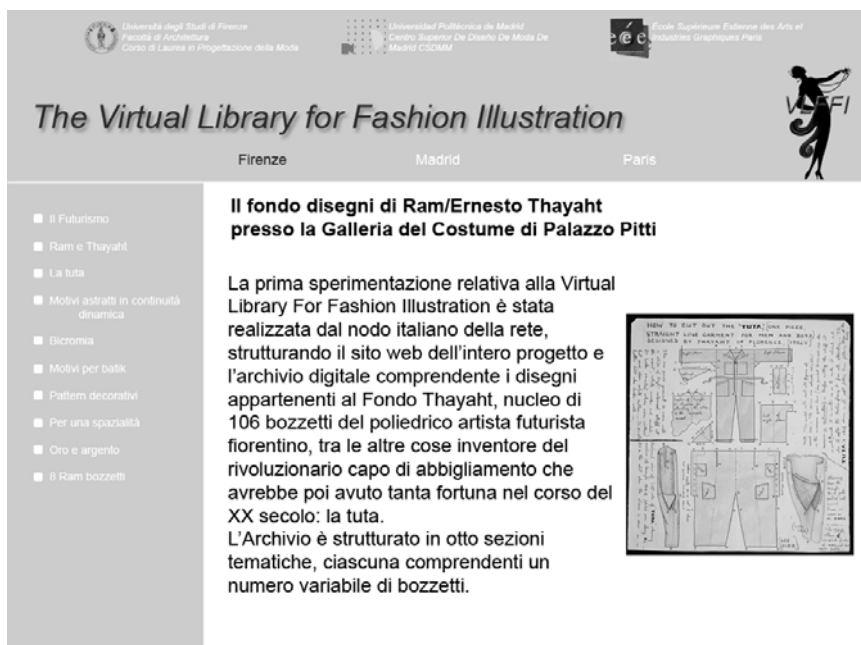 Università degli Studi di Firenze
Facoltà di Architettura
Corso di Laurea in Progettazione della Moda
Universidad Politécnica de Madrid
Centro Superior De Diseño De Moda De
Madrid CSDMM
École Supérieure Estienne des Arts et
Industries Graphiques Paris
éée
The Virtual Library for Fashion Illustration
VLFFI
Firenze
Madrid
Paris
Il Futurismo
Ram e Thayaht
La tuta
Motivi astratti in continuità
dinamica
Bicromia
Motivi per batik
Pattern decorativi
Per una spazialità
Oro e argento
8 Ram bozzetti
Il fondo disegni di Ram/Ernesto Thayaht
presso la Galleria del Costume di Palazzo Pitti
La prima sperimentazione relativa alla Virtual
Library For Fashion Illustration è stata
realizzata dal nodo italiano della rete,
strutturando il sito web dell'intero progetto e
l'archivio digitale comprendente i disegni
appartenenti al Fondo Thayaht, nucleo di
106 bozzetti del poliedrico artista futurista
fiorentino, tra le altre cose inventore del
rivoluzionario capo di abbigliamento che
avrebbe poi avuto tanta fortuna nel corso del
XX secolo: la tuta.
L'Archivio è strutturato in otto sezioni
tematiche, ciascuna comprendenti un
numero variabile di bozzetti.
HOW TO CUT OUT THE "TUTA", ONE PIECE,
STRAIGHT LINE GARMENT FOR MEN AND BOYS
DESIGNED BY THAYAHT OF FLORENCE (ITALY)